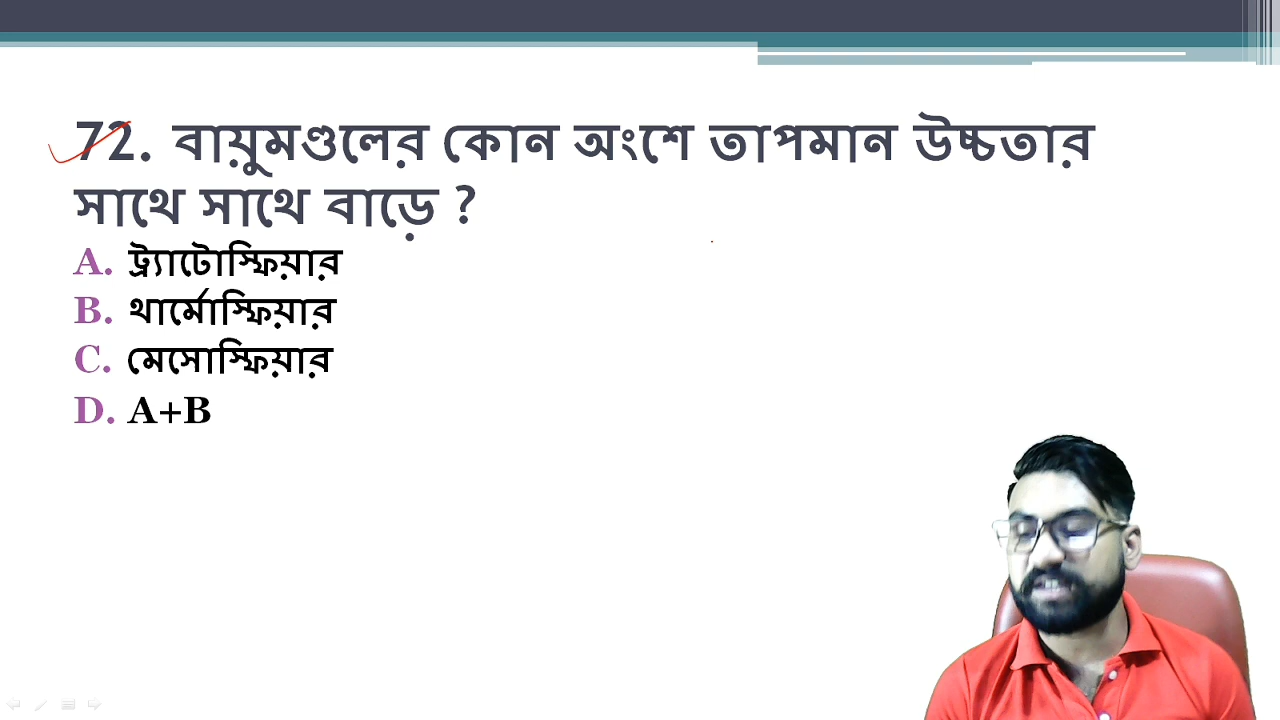 72. বায়ুমণ্ডলের কোন অংশে তাপমান উচ্চতার
সাথে সাথে বাড়ে ?
A. ট্র্যাটোস্ফিয়ার
B. থার্মোস্ফিয়ার
C. মেসোস্ফিয়ার
D. A+B